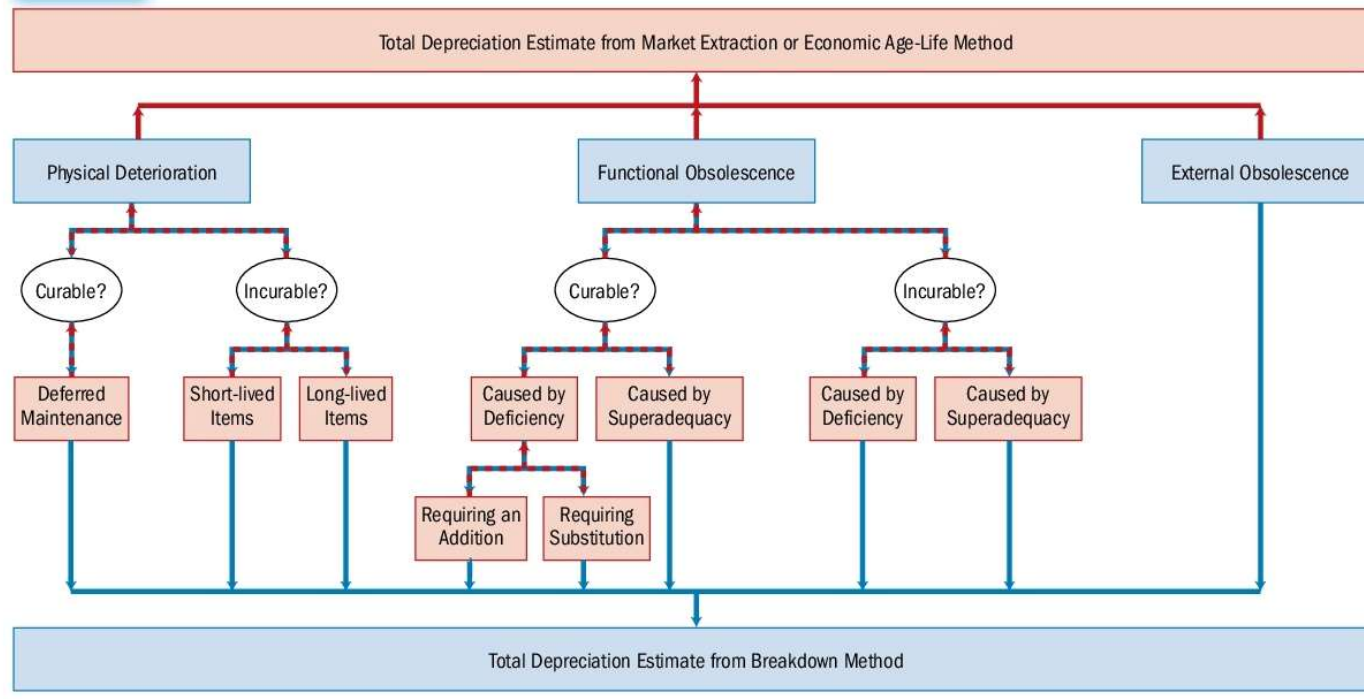 Total Depreciation Estimate from Market Extraction or Economic Age-Life Method
Physical Deterioration
Functional Obsolescence
External Obsolescence
Curable?
Incurable?
Curable?
Incurable?
Deferred
Maintenance
Short-lived
Items
Long-lived
Items
Caused by
Deficiency
Caused by
Superadequacy
Caused by
Deficiency
Caused by
Superadequacy
Requiring an
Addition
Requiring
Substitution
Total Depreciation Estimate from Breakdown Method